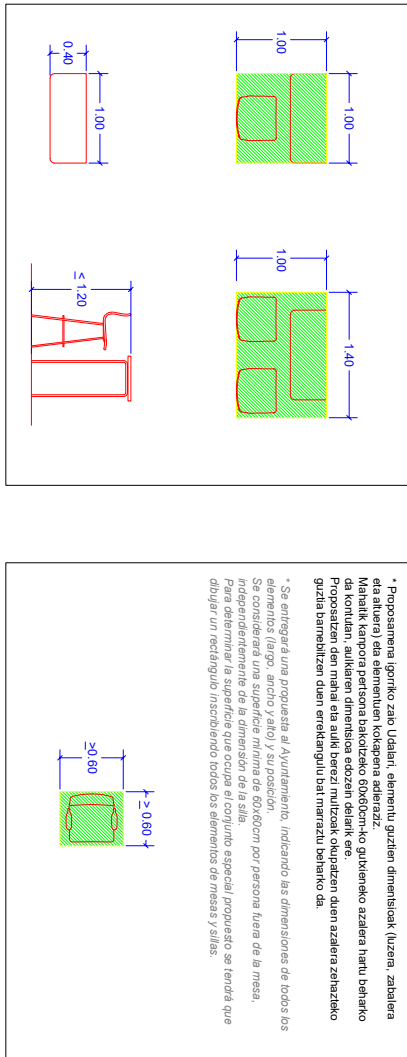 1.00
1.00
1.00
1.40
0.40
1.00
≤ 1.20
* Proposamena igorriko zaio Udalari, elementu guztien dimentsioak (luzera, zabalera
eta altuera) eta elementuen kokapena adieraziz.
Mahaitik kanpora pertsona bakoitzeko 60x60cm-ko gutxieneko azalera hartu beharko
da kontutan, aulkiaren dimentsioa edozein delarik ere.
Proposatzen den mahai eta aulki berezi multzoak okupatzen duen azalera zehazteko
guztia barnebiltzen duen errektangulu bat marraztu beharko da.
* Se entregará una propuesta al Ayuntamiento, indicando las dimensiones de todos los
elementos (largo, ancho y alto) y su posición.
Se considerará una superficie mínima de 60x60cm por persona fuera de la mesa,
independientemente de la dimensión de la silla.
Para determinar la superficie que ocupa el conjunto especial propuesto se tendrá que
dibujar un rectángulo inscribiendo todos los elementos de mesas y sillas.
≥0.60
≥ 0.60